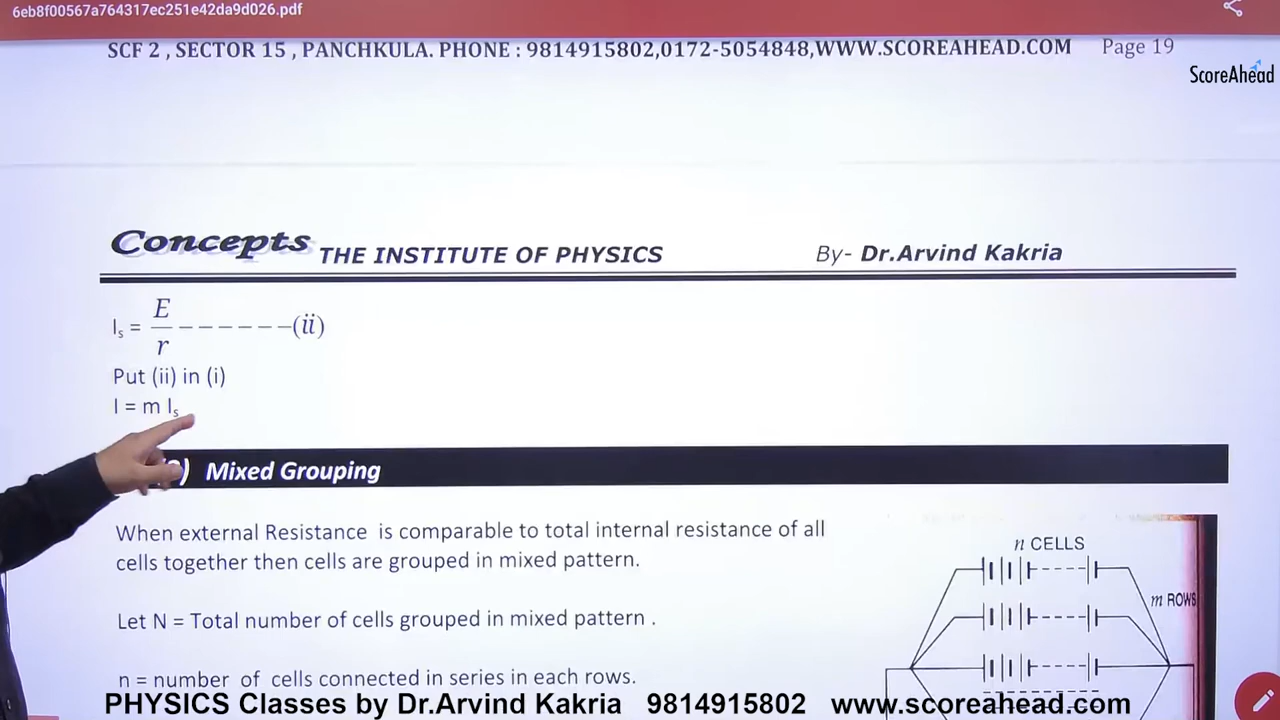 6eb8f00567a764317ec251e42da9d026.pdf
SCF 2 , SECTOR 15 , PANCHKULA. PHONE : 9814915802,0172-5054848,WWW.SCOREAHEAD.COM Page 19
ScoreAhead
Concepts THE INSTITUTE OF PHYSICS By- Dr.Arvind Kakria
Iₛ = E/r - - - - - - -(ii)
Put (ii) in (i)
I = m Iₛ
) Mixed Grouping
When external Resistance is comparable to total internal resistance of all
cells together then cells are grouped in mixed pattern.
n CELLS
m ROWS
Let N = Total number of cells grouped in mixed pattern .
n = number of cells connected in series in each rows.
PHYSICS Classes by Dr.Arvind Kakria 9814915802 www.scoreahead.com